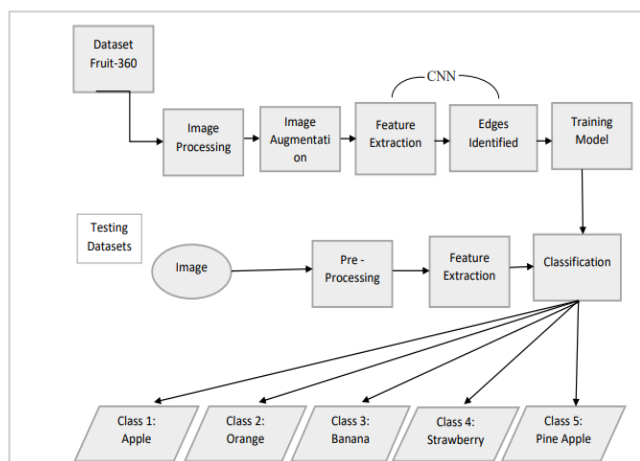 Dataset
Fruit-360
CNN
Image
Processing
Image
Augmentati
on
Feature
Extraction
Edges
Identified
Training
Model
Testing
Datasets
Image
Pre -
Processing
Feature
Extraction
Classification
Class 1:
Apple
Class 2:
Orange
Class 3:
Banana
Class 4:
Strawberry
Class 5:
Pine Apple